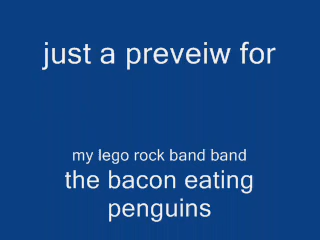 just a preveiw for
my lego rock band band
the bacon eating
penguins